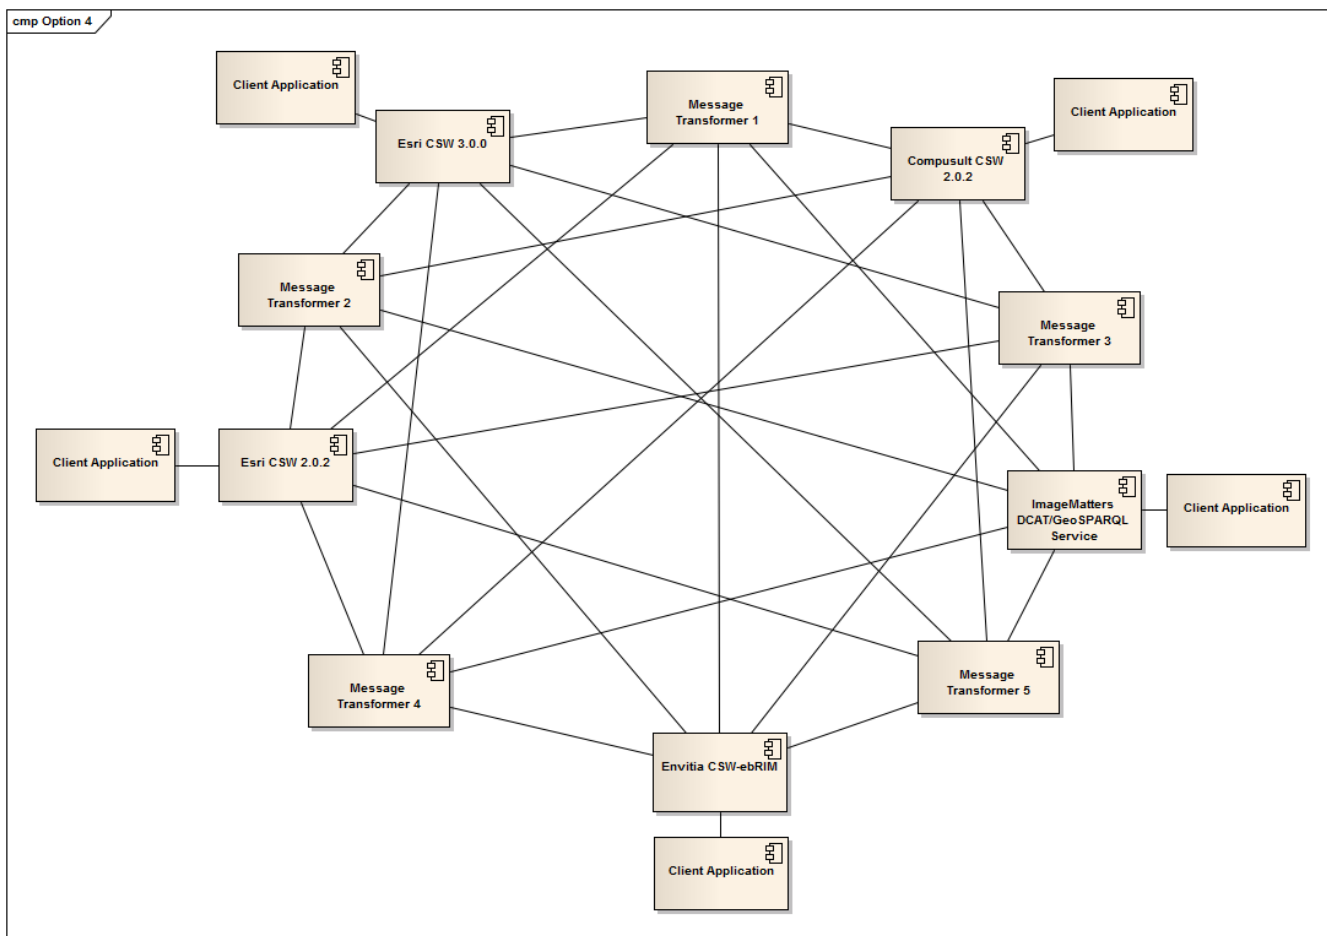 cmp Option 4
Client Application
Esri CSW 3.0.0
Message
Transformer 1
Client Application
Compusult CSW
2.0.2
Message
Transformer 2
Message
Transformer 3
Client Application
Esri CSW 2.0.2
ImageMatters
DCAT/GeoSPARQL
Service
Client Application
Message
Transformer 4
Message
Transformer 5
Envitia CSW-ebRIM
Client Application